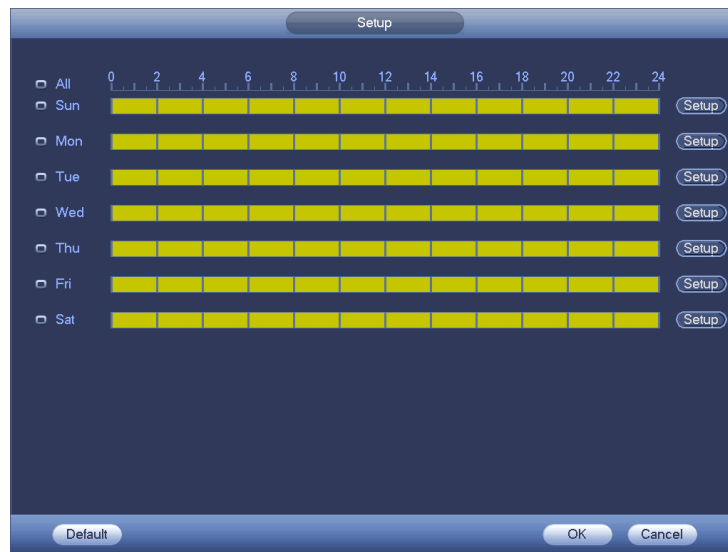 Setup
0 2 4 6 8 10 12 14 16 18 20 22 24
All
Sun Setup
Mon Setup
Tue Setup
Wed Setup
Thu Setup
Fri Setup
Sat Setup
Default OK Cancel